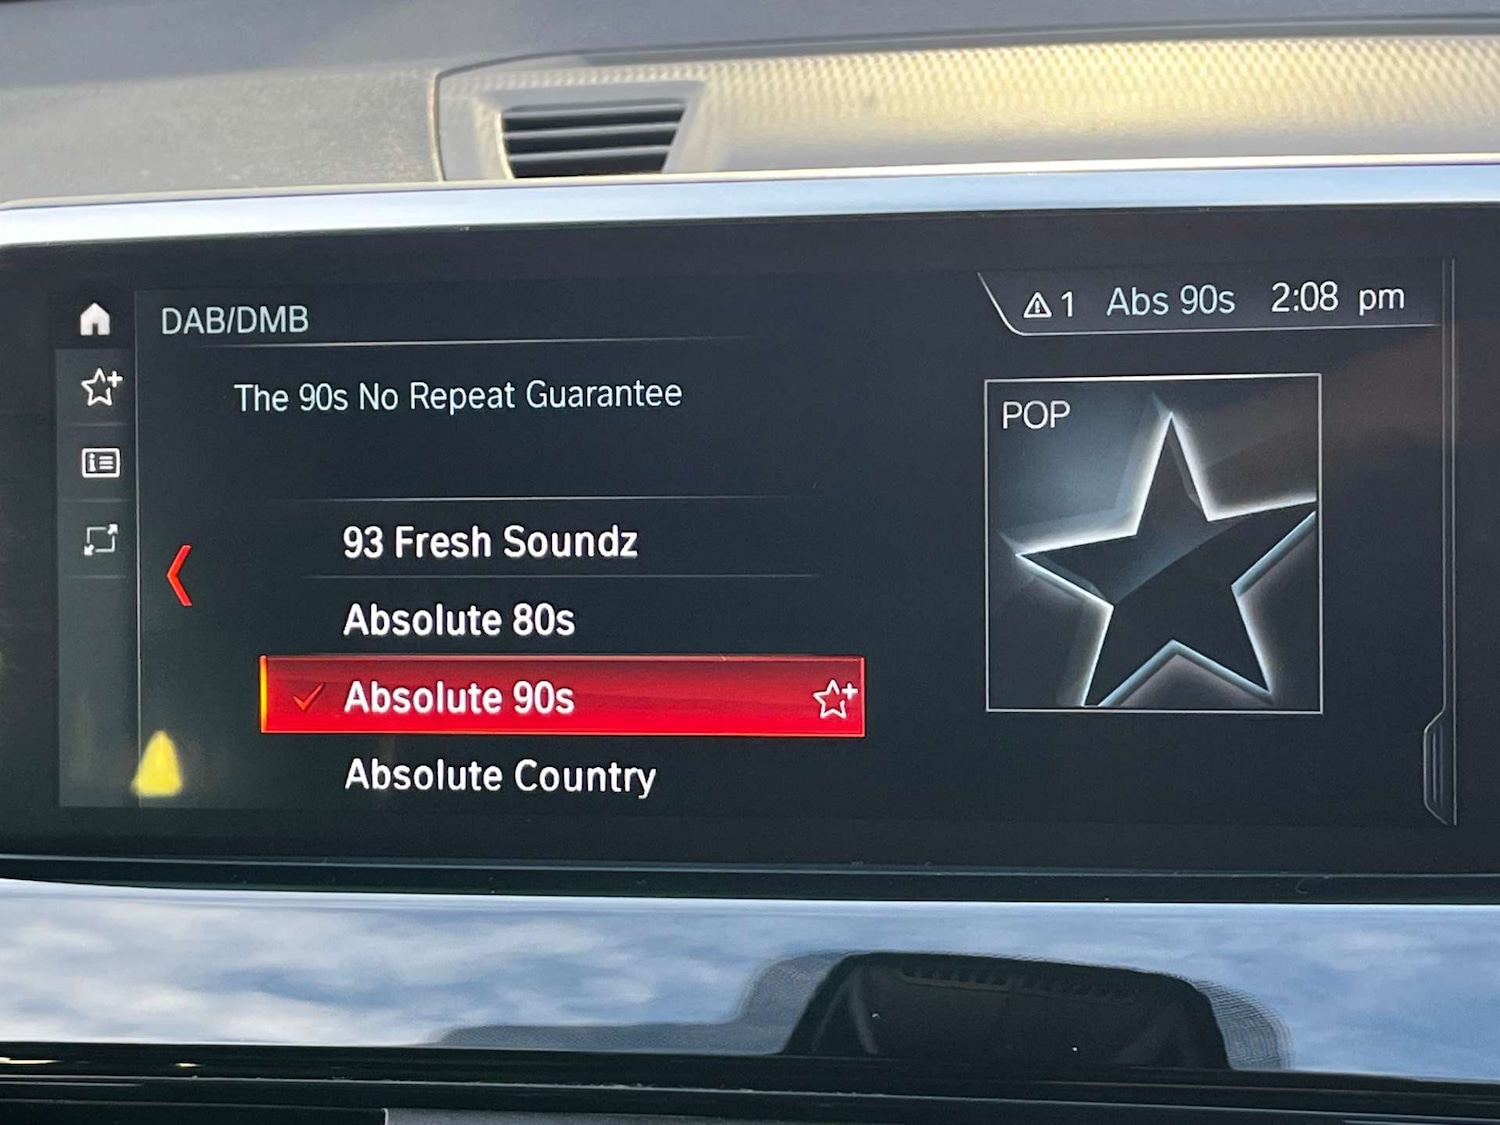 DAB/DMB
1 Abs 90s 2:08 pm
The 90s No Repeat Guarantee
POP
93 Fresh Soundz
Absolute 80s
Absolute 90s
Absolute Country